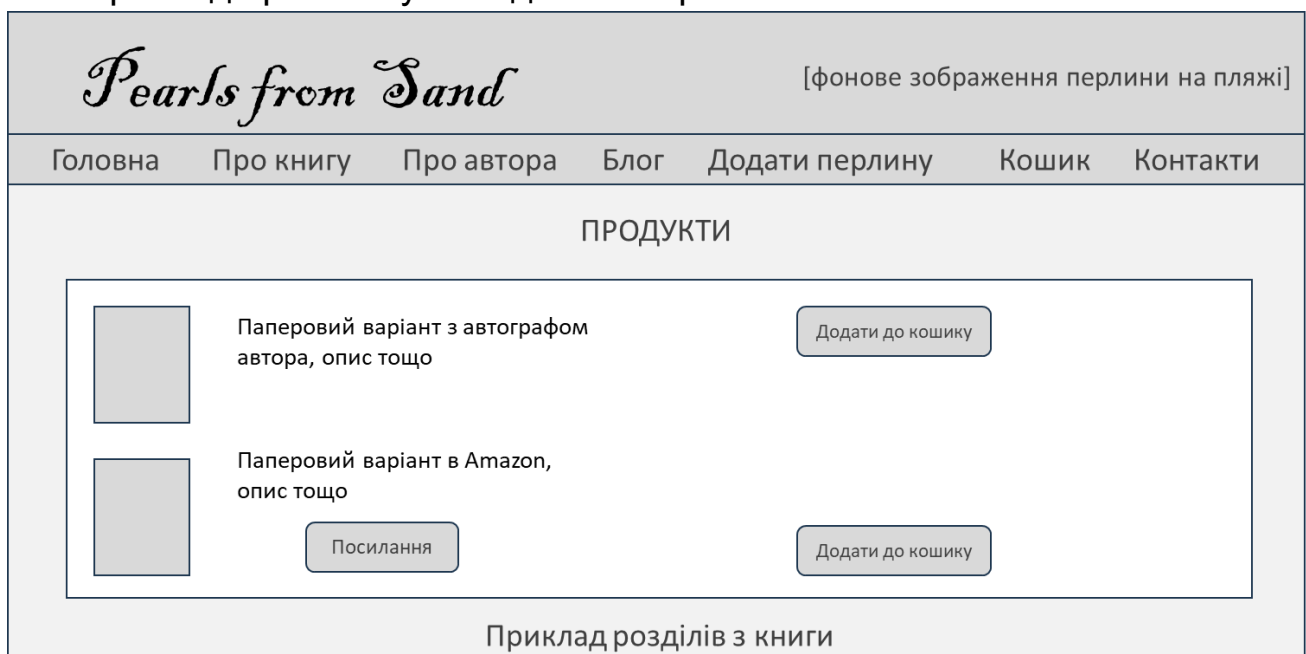 Pearls from Sand
[фонове зображення перлини на пляжі]
Головна Про книгу Про автора Блог Додати перлину Кошик Контакти
ПРОДУКТИ
Паперовий варіант з автографом
автора, опис тощо
Додати до кошику
Паперовий варіант в Amazon,
опис тощо
Посилання
Додати до кошику
Приклад розділів з книги